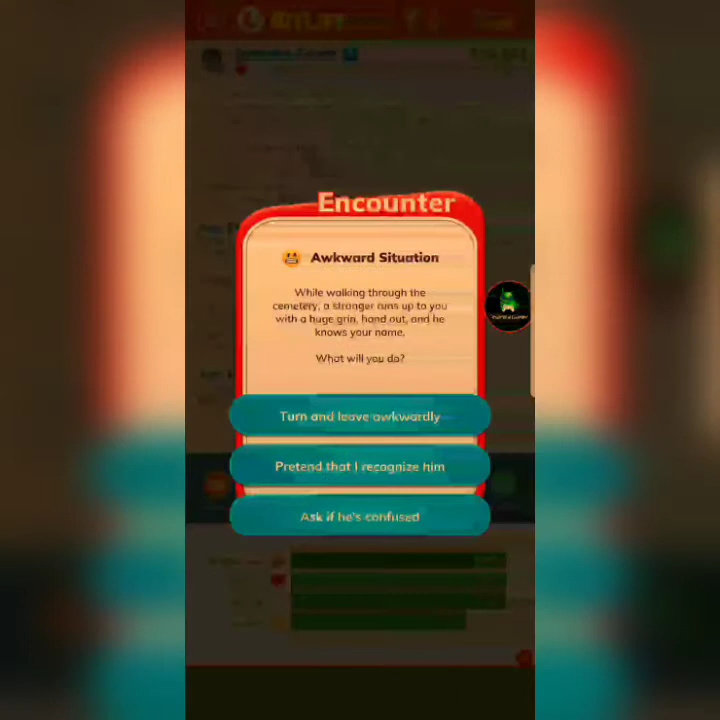 Encounter
Awkward Situation
While walking through the
cemetery, a stranger runs up to you
with a huge grin, hand out, and he
knows your name.
What will you do?
Turn and leave awkwardly
Pretend that I recognize him
Ask if he's confused